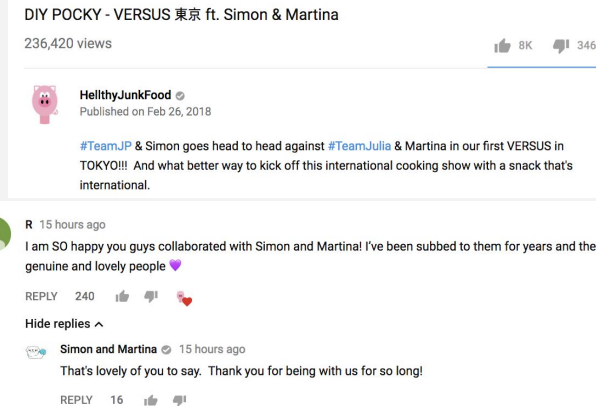 DIY POCKY - VERSUS 東京 ft. Simon & Martina
236,420 views
8K 346
HellthyJunkFood
Published on Feb 26, 2018
#TeamJP & Simon goes head to head against #TeamJulia & Martina in our first VERSUS in
TOKYO!!!  And what better way to kick off this international cooking show with a snack that's
international.
R 15 hours ago
I am SO happy you guys collaborated with Simon and Martina! I've been subbed to them for years and the
genuine and lovely people 💜
REPLY 240
Hide replies
Simon and Martina 15 hours ago
That's lovely of you to say.  Thank you for being with us for so long!
REPLY 16